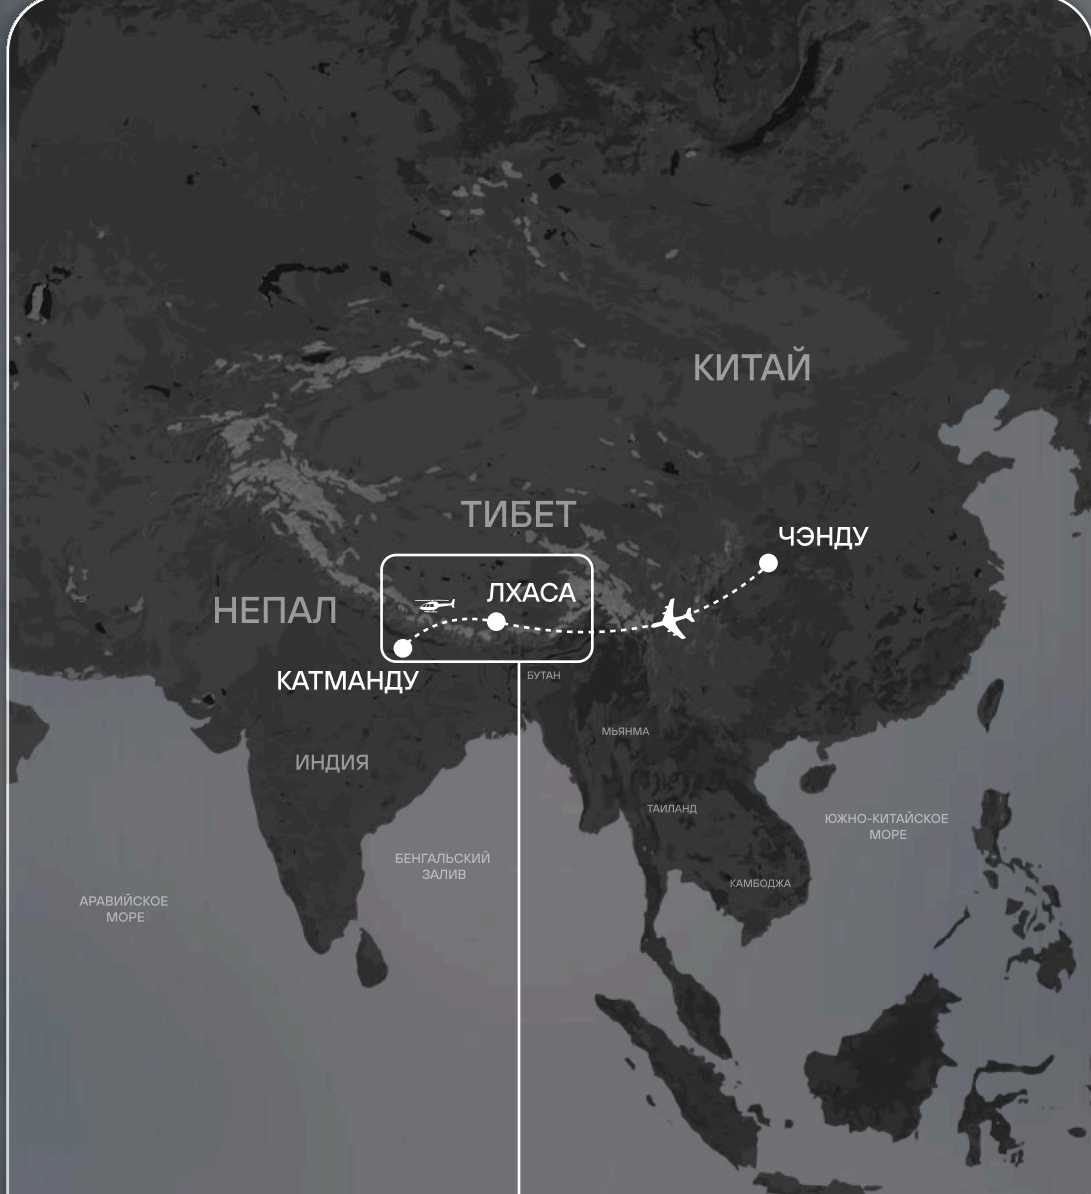 КИТАЙ
ТИБЕТ
ЧЭНДУ
ЛХАСА
НЕПАЛ
КАТМАНДУ
БУТАН
МЬЯНМА
ИНДИЯ
ТАИЛАНД
ЮЖНО-КИТАЙСКОЕ
МОРЕ
БЕНГАЛЬСКИЙ
ЗАЛИВ
КАМБОДЖА
АРАВИЙСКОЕ
МОРЕ